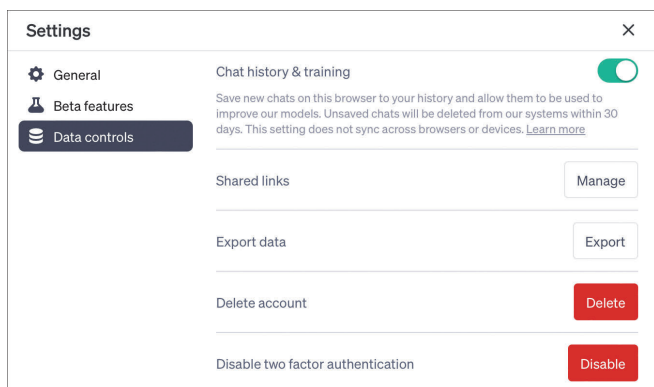 Settings
General
Beta features
Data controls
Chat history & training
Save new chats on this browser to your history and allow them to be used to
improve our models. Unsaved chats will be deleted from our systems within 30
days. This setting does not sync across browsers or devices. Learn more
Shared links
Manage
Export data
Export
Delete account
Delete
Disable two factor authentication
Disable